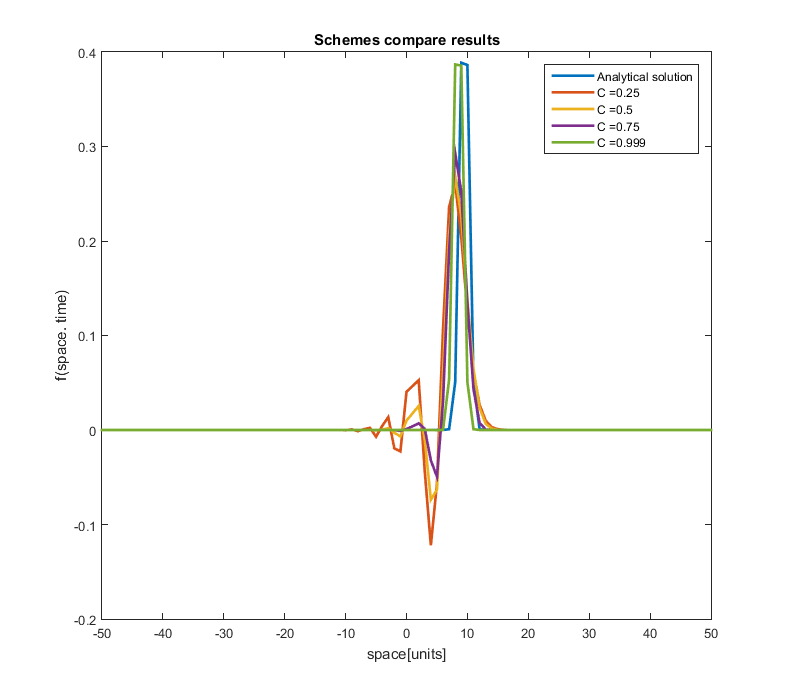 Schemes compare results
0.4
0.3
0.2
0.1
0
-0.1
-0.2
f(space. time)
-50 -40 -30 -20 -10 0 10 20 30 40 50
space[units]
Analytical solution
C =0.25
C =0.5
C =0.75
C =0.999